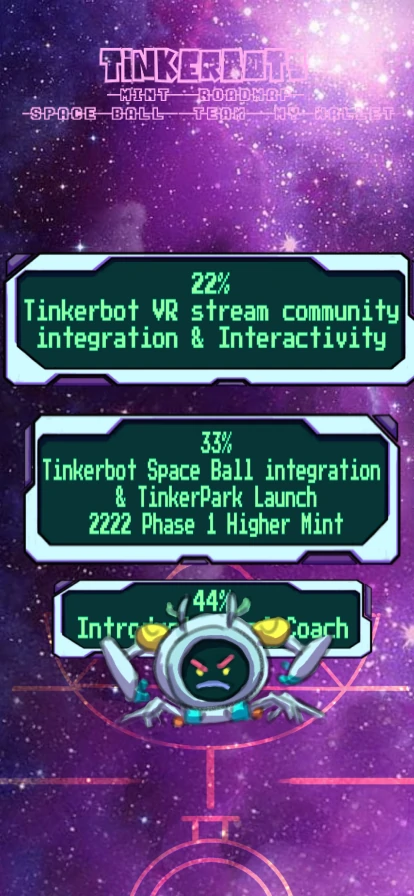 TINKERBOTS
MINT ROADMAP
SPACE BALL TEAM MY WALLET
22%
Tinkerbot VR stream community
integration & Interactivity
33%
Tinkerbot Space Ball integration
& TinkerPark Launch
2222 Phase 1 Higher Mint
44%
Coach